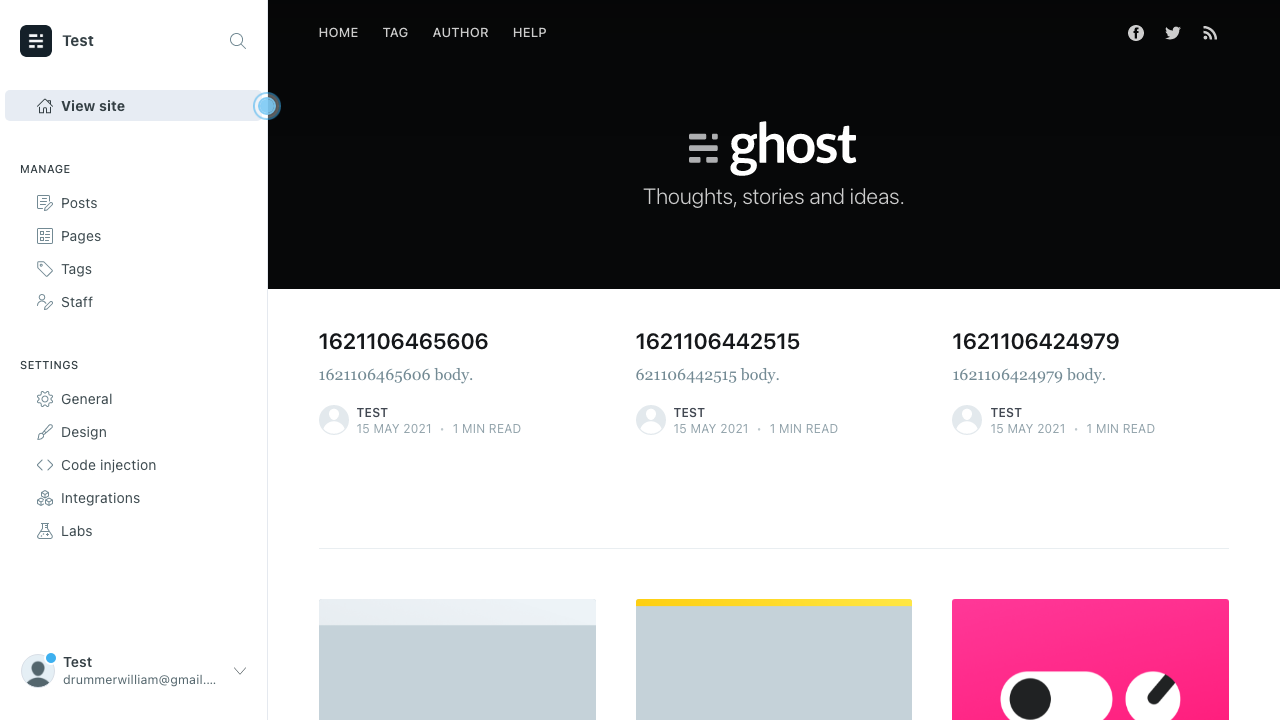 Test
View site
MANAGE
Posts
Pages
Tags
Staff
SETTINGS
General
Design
Code injection
Integrations
Labs
Test
drummerwilliam@gmail....
HOME TAG AUTHOR HELP
ghost
Thoughts, stories and ideas.
1621106465606
1621106465606 body.
TEST
15 MAY 2021 • 1 MIN READ
1621106442515
621106442515 body.
TEST
15 MAY 2021 • 1 MIN READ
1621106424979
1621106424979 body.
TEST
15 MAY 2021 • 1 MIN READ